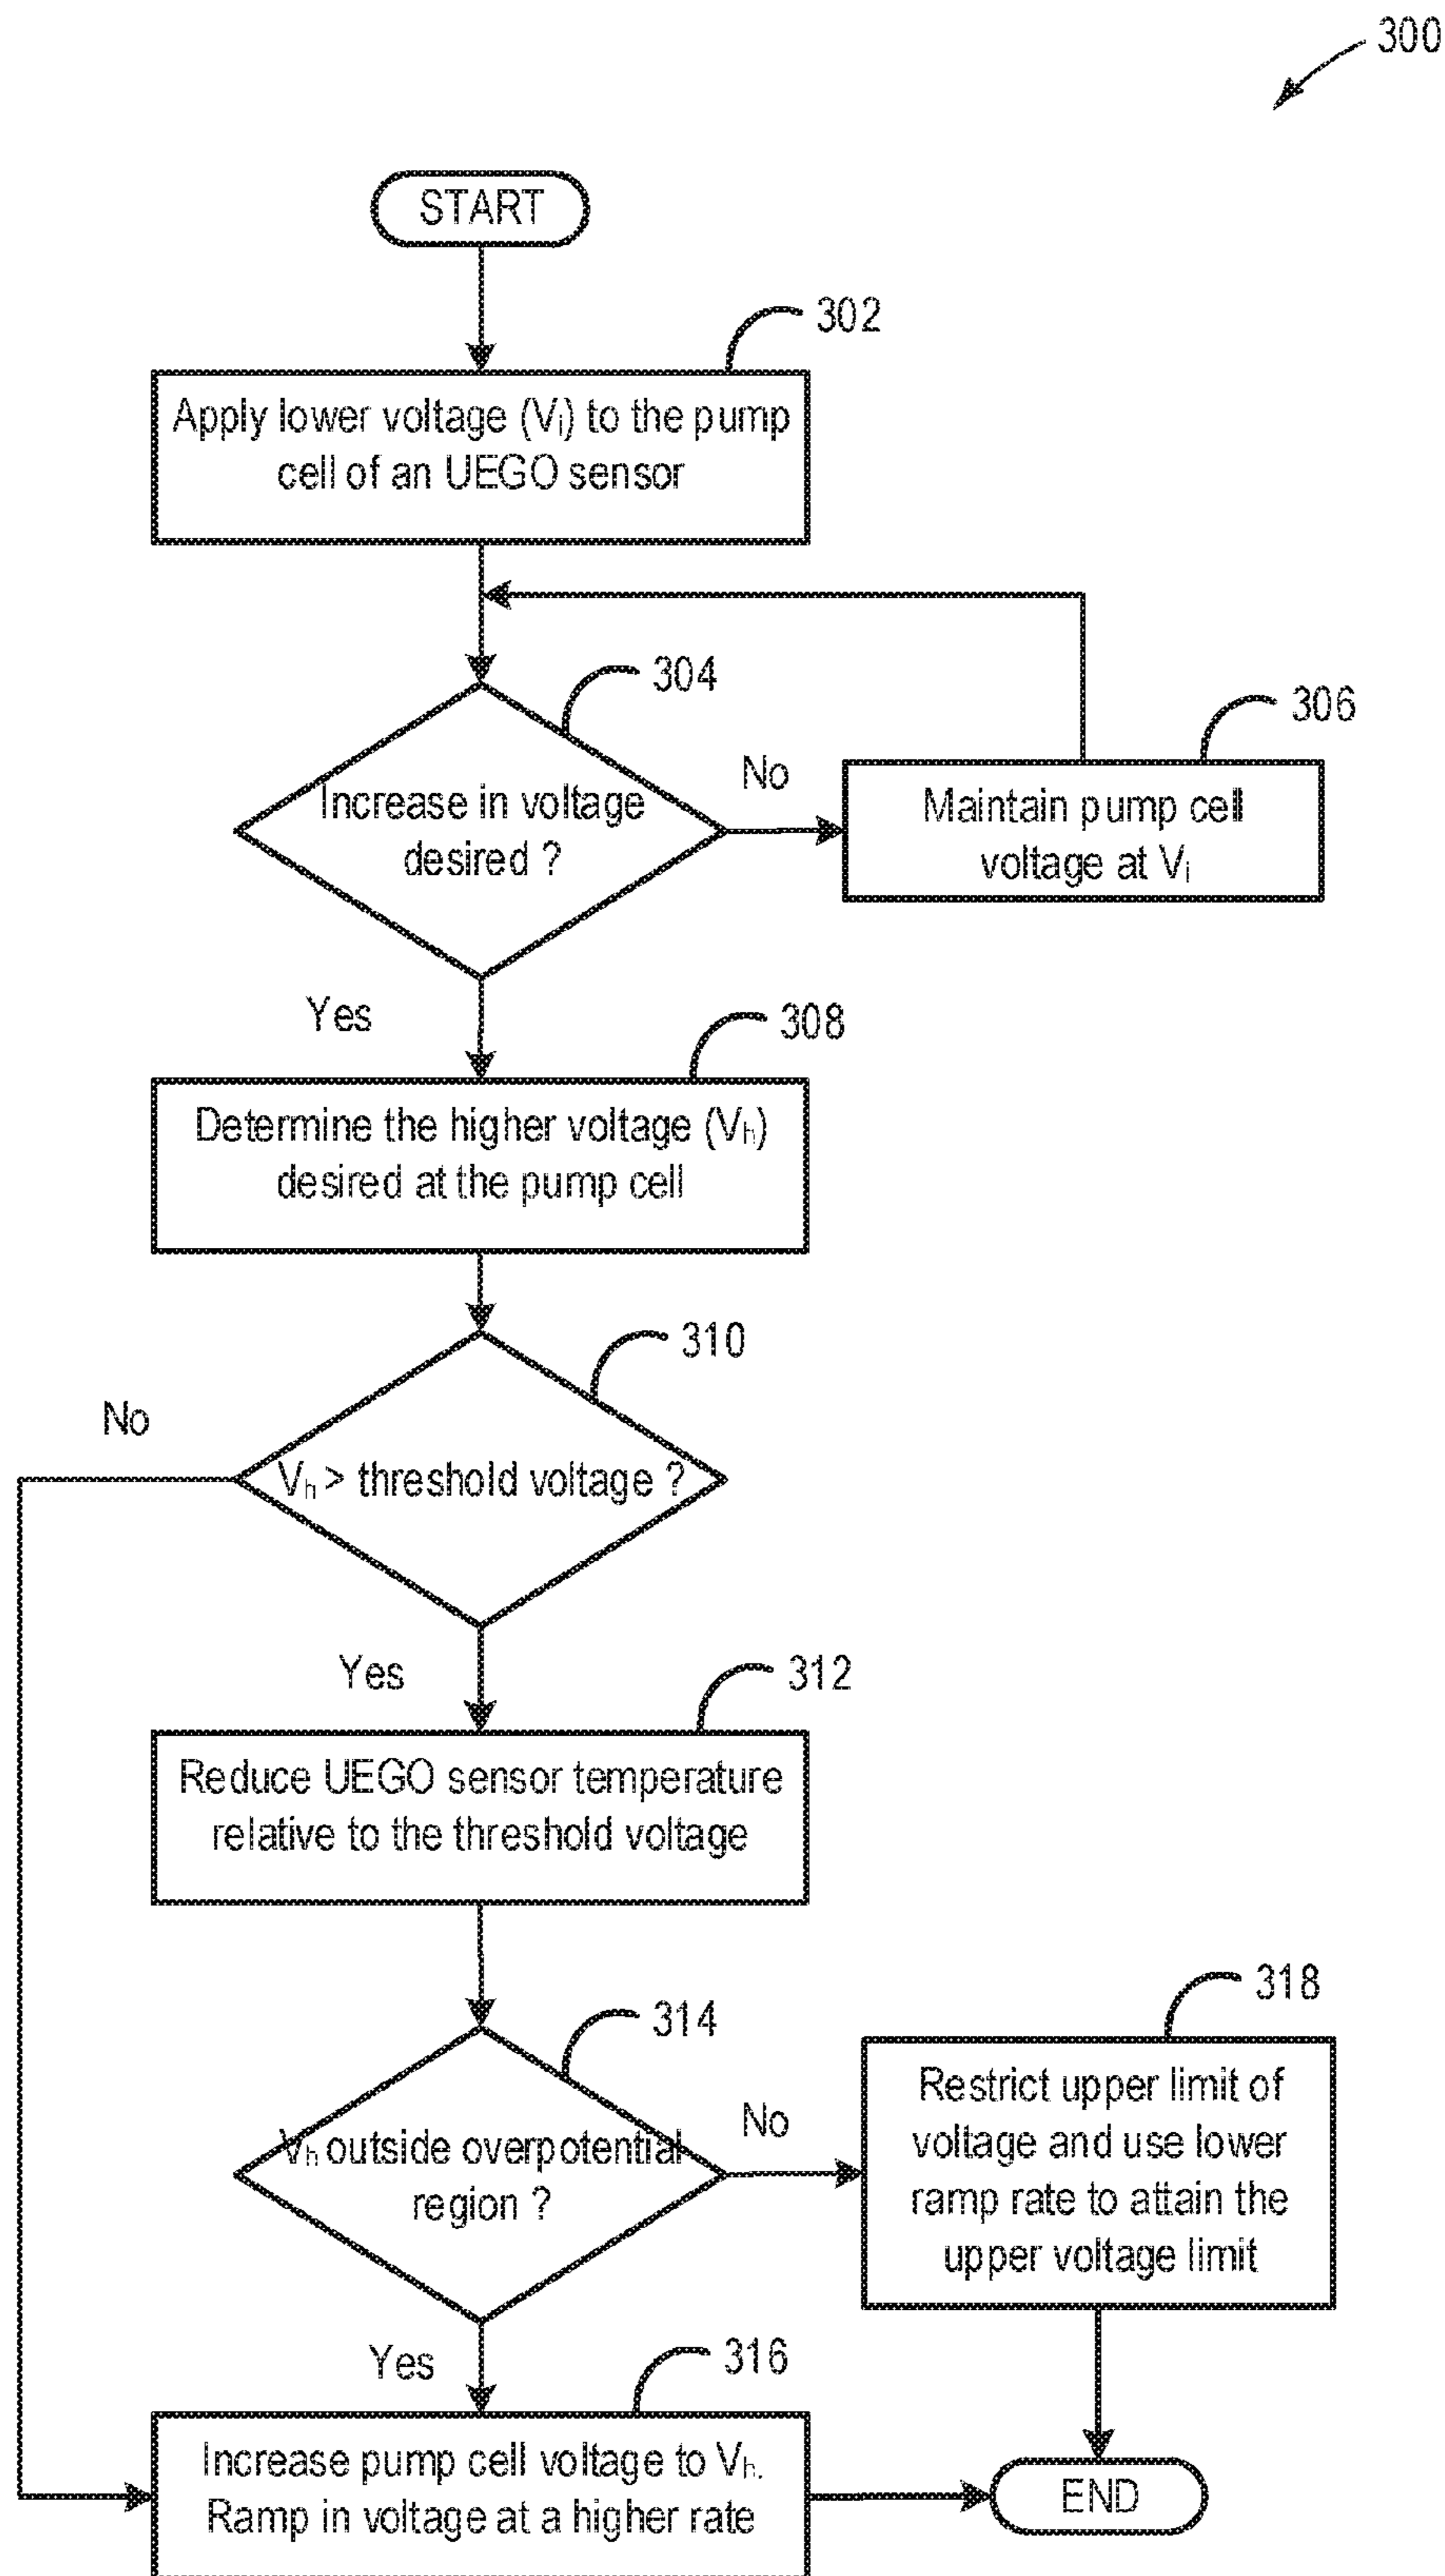 300
START
302
Apply lower voltage (Vₗ) to the pump
cell of an UEGO sensor
304
306
No
Increase in voltage
desired ?
Maintain pump cell
voltage at Vₗ
Yes
308
Determine the higher voltage (Vₕ)
desired at the pump cell
310
No
Vₕ > threshold voltage ?
Yes
312
Reduce UEGO sensor temperature
relative to the threshold voltage
318
314
No
Vₕ outside overpotential
region ?
Restrict upper limit of
voltage and use lower
ramp rate to attain the
upper voltage limit
Yes
316
Increase pump cell voltage to Vₕ.
Ramp in voltage at a higher rate
END